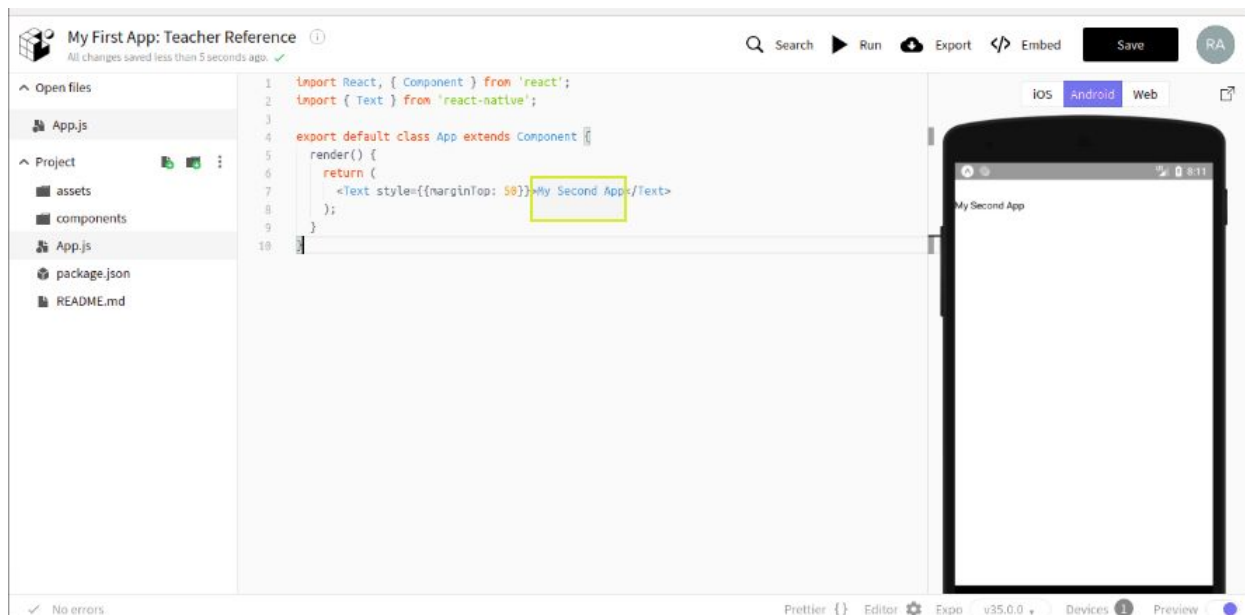 My First App: Teacher Reference
All changes saved less than 5 seconds ago.
Search Run Export </> Embed Save RA
Open files
App.js
Project
assets
components
App.js
package.json
README.md
1 import React, { Component } from 'react';
2 import { Text } from 'react-native';
3
4 export default class App extends Component {
5 render() {
6 return (
7 <Text style={{marginTop: 50}}>My Second App</Text>
8 );
9 }
10 }
iOS Android Web
8:11
My Second App
No errors
Prettier {} Editor Expo v35.0.0 Devices 1 Preview